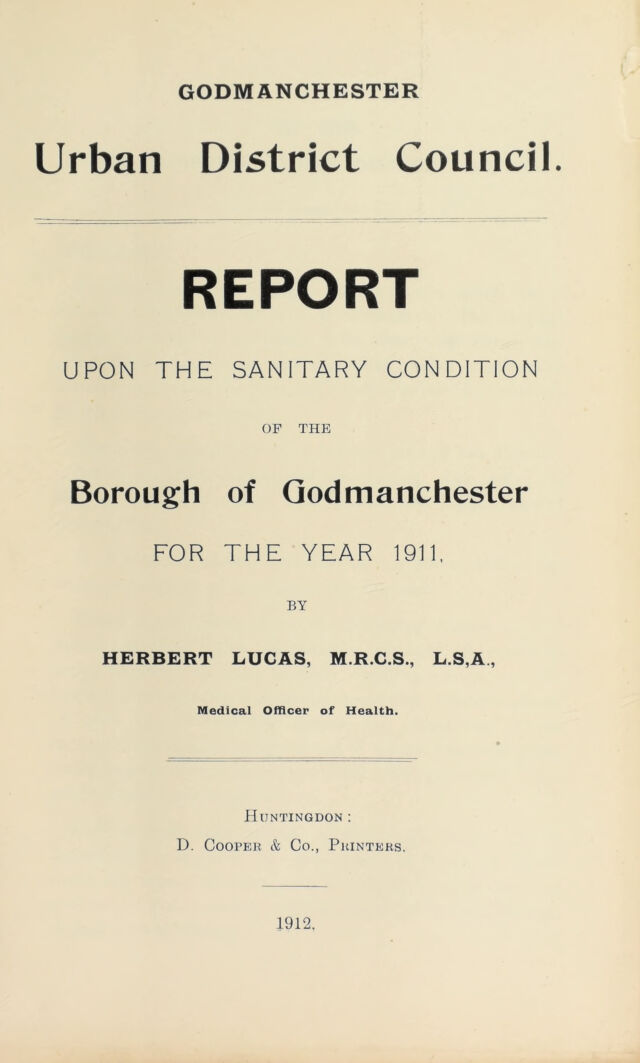 GODMANCHESTER
Urban District Council.
REPORT
UPON THE SANITARY CONDITION
OF THE
Borough of Godmanchester
FOR THE YEAR 1911,
BY
HERBERT LUCAS, M.R.C.S., L.S,A.,
Medical Officer of Health.
HUNTINGDON:
D. COOPER & CO., PRINTERS.
1912.